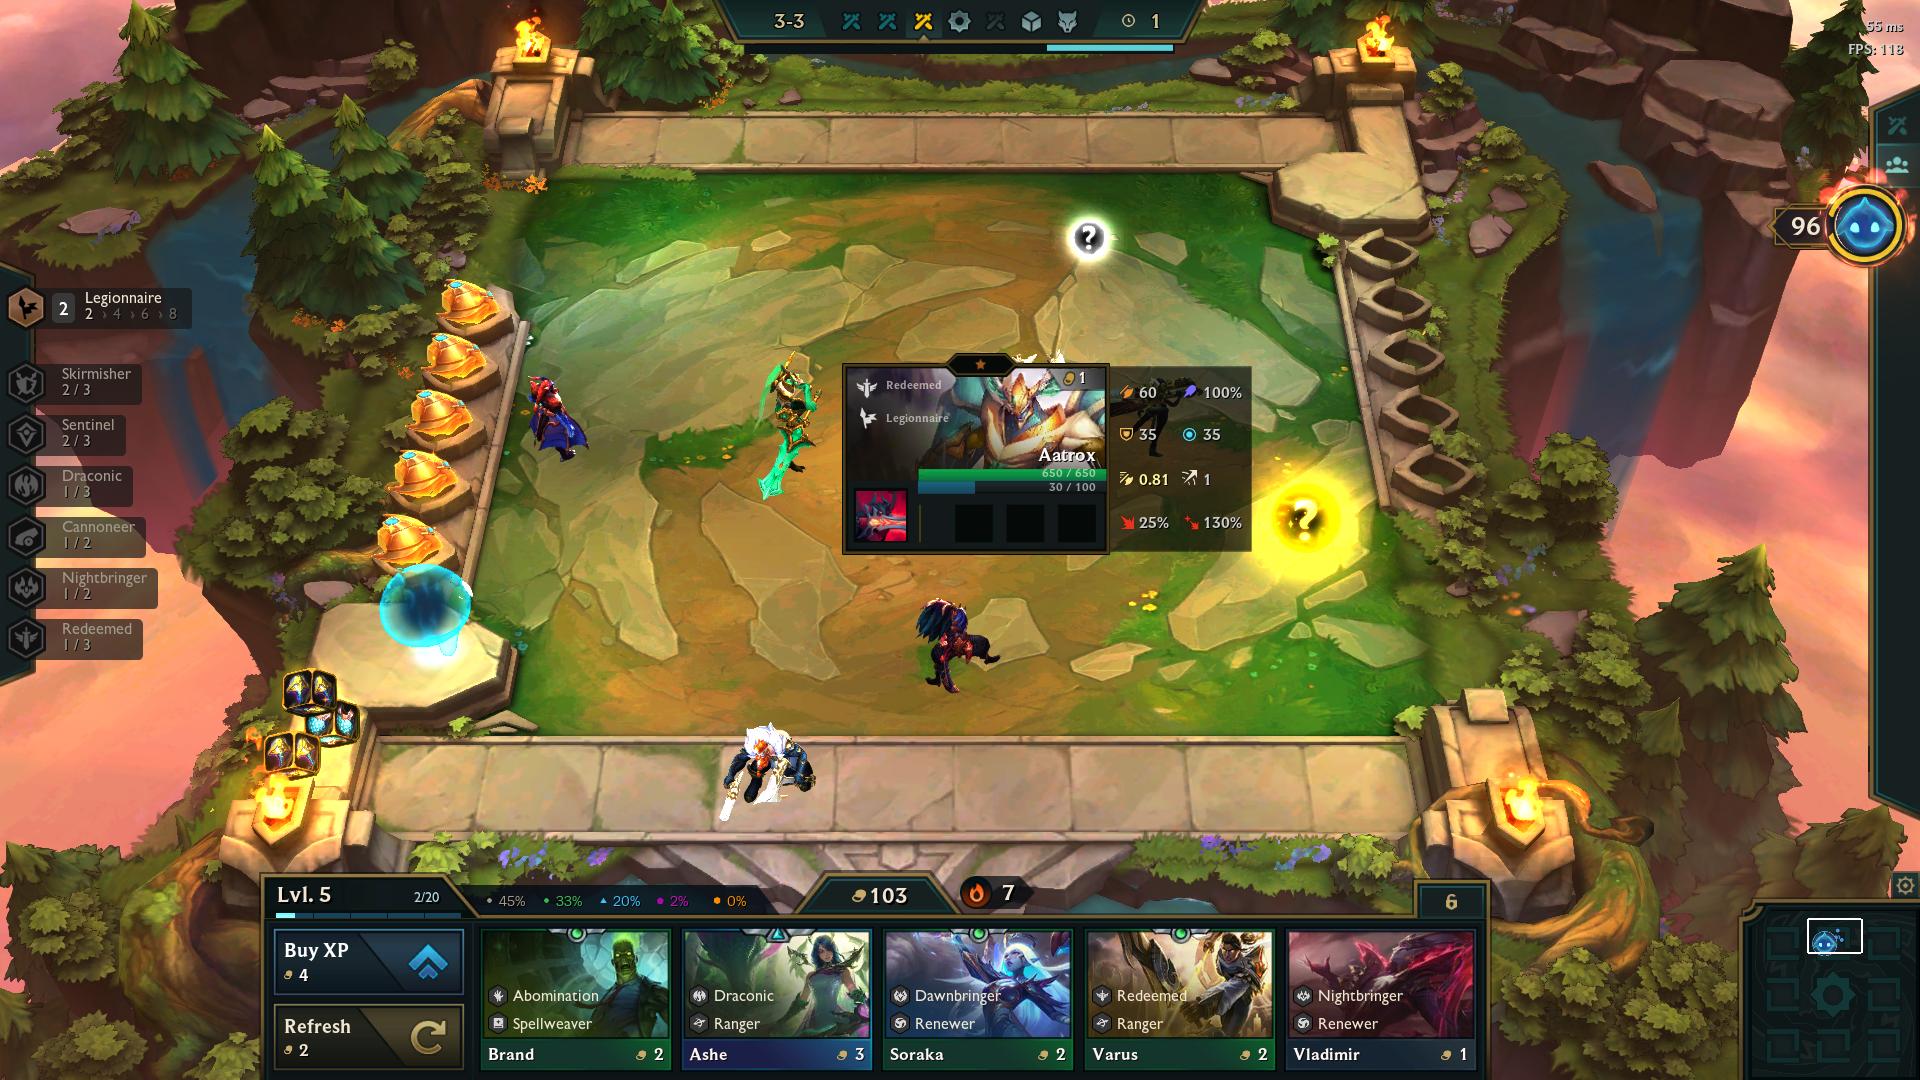 3-3
1
55 ms
FPS: 118
96
2
Legionnaire
2 › 4 › 6 › 8
Skirmisher
2 / 3
Sentinel
2 / 3
Draconic
1 / 3
Cannoneer
1 / 2
Nightbringer
1 / 2
Redeemed
1 / 3
?
?
Redeemed
1
Legionnaire
Aatrox
650 / 650
30 / 100
60
100%
35
35
0.81
1
25%
130%
Lvl. 5
2/20
45%
33%
20%
2%
0%
103
7
6
Buy XP
4
Refresh
2
Abomination
Spellweaver
Brand
2
Draconic
Ranger
Ashe
3
Dawnbringer
Renewer
Soraka
2
Redeemed
Ranger
Varus
2
Nightbringer
Renewer
Vladimir
1